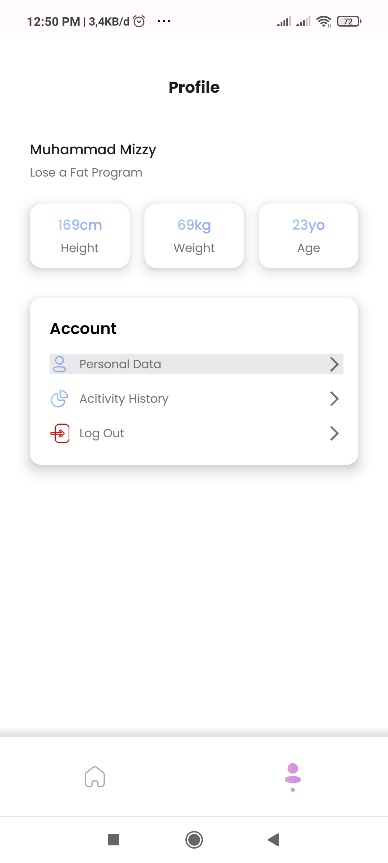 12:50 PM | 3,4KB/d ...
72
Profile
Muhammad Mizzy
Lose a Fat Program
169cm
69kg
23yo
Height
Weight
Age
Account
Personal Data
Acitivity History
Log Out